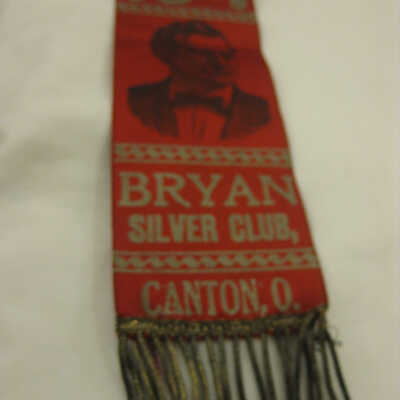 BRYAN
SILVER CLUB,
CANTON, O.